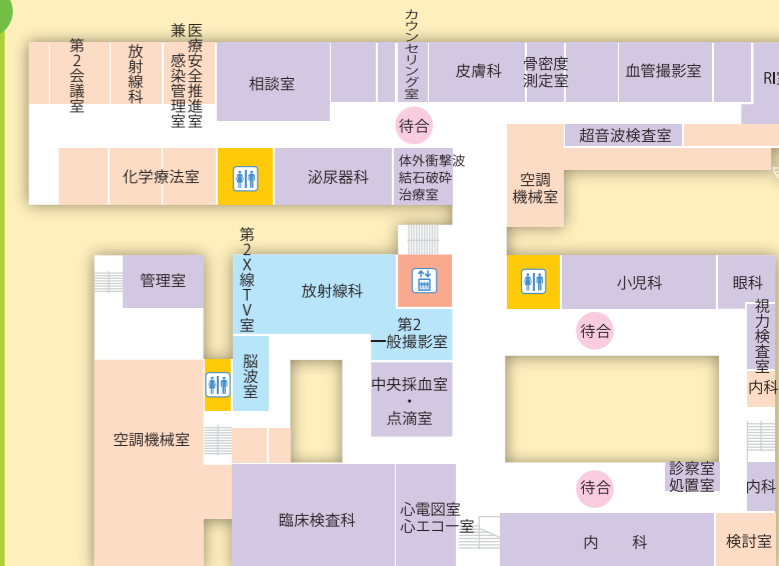 第2会議室
放射線科
医療安全推進室
兼 感染管理室
相談室
カウンセリング室
皮膚科
骨密度
測定室
血管撮影室
待合
超音波検査室
化学療法室
泌尿器科
体外衝撃波
結石破砕
治療室
空調
機械室
管理室
第2X線TV室
放射線科
第2
一般撮影室
小児科
眼科
待合
視力検査室
脳波室
中央採血室
・
点滴室
内科
空調機械室
診察室
処置室
待合
内科
臨床検査科
心電図室
心エコー室
内 科
検討室